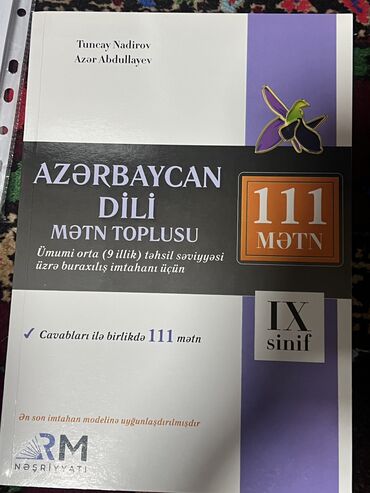 Tuncay Nadirov
Azər Abdullayev
AZƏRBAYCAN
DİLİ
MƏTN TOPLUSU
Ümumi orta (9 illik) təhsil səviyyəsi
üzrə buraxılış imtahanı üçün
111
MƏTN
IX
sinif
✓ Cavabları ilə birlikdə 111 mətn
Ən son imtahan modelinə uyğunlaşdırılmışdır
RM
NƏŞRİYYATI